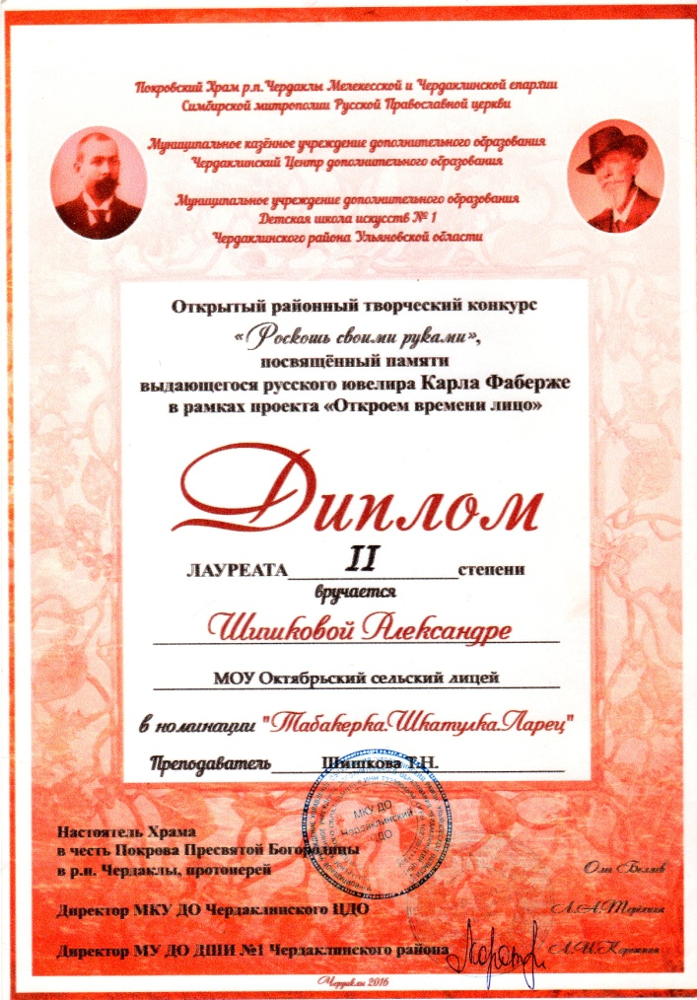 Покровский Храм р.п.Чердаклы Мелекесской и Чердаклинской епархии
Симбирской митрополии Русской Православной церкви
Муниципальное казённое учреждение дополнительного образования
Чердаклинский Центр дополнительного образования
Муниципальное учреждение дополнительного образования
Детская школа искусств № 1
Чердаклинского района Ульяновской области
Открытый районный творческий конкурс
«Роскошь своими руками»,
посвящённый памяти
выдающегося русского ювелира Карла Фаберже
в рамках проекта «Откроем времени лицо»
Диплом
ЛАУРЕАТА II степени
вручается
Шишковой Александре
МОУ Октябрьский сельский лицей
в номинации "Табакерка.Шкатулка.Ларец"
Преподаватель Шишкова Т.Н.
МКУ ДО
Чердаклинский
ЦДО
Настоятель Храма
в честь Покрова Пресвятой Богородицы
в р.п. Чердаклы, протоиерей Олег Беляев
Директор МКУ ДО Чердаклинского ЦДО Л.А.
Директор МУ ДО ДШИ №1 Чердаклинского района
Чердаклы 2016